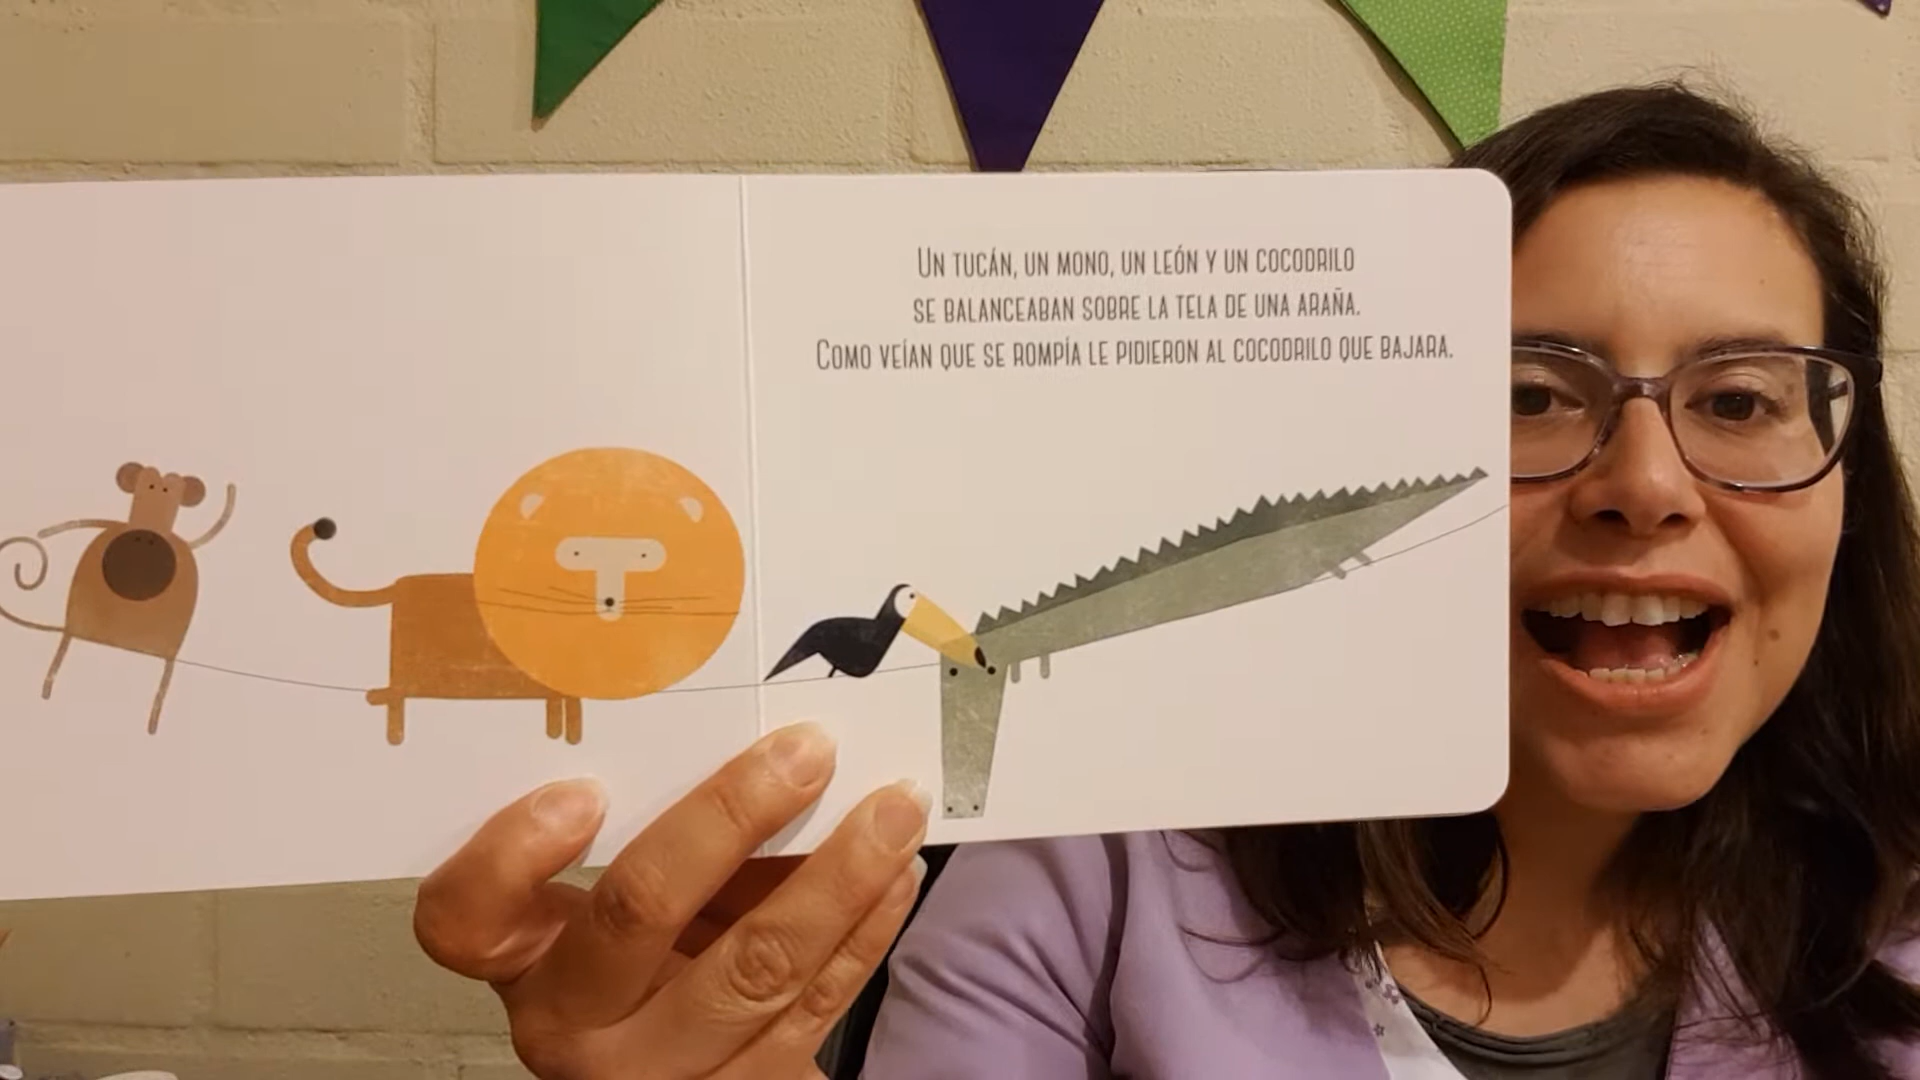 Un tucán, un mono, un león y un cocodrilo
se balanceaban sobre la tela de una araña.
Como veían que se rompía le pidieron al cocodrilo que bajara.